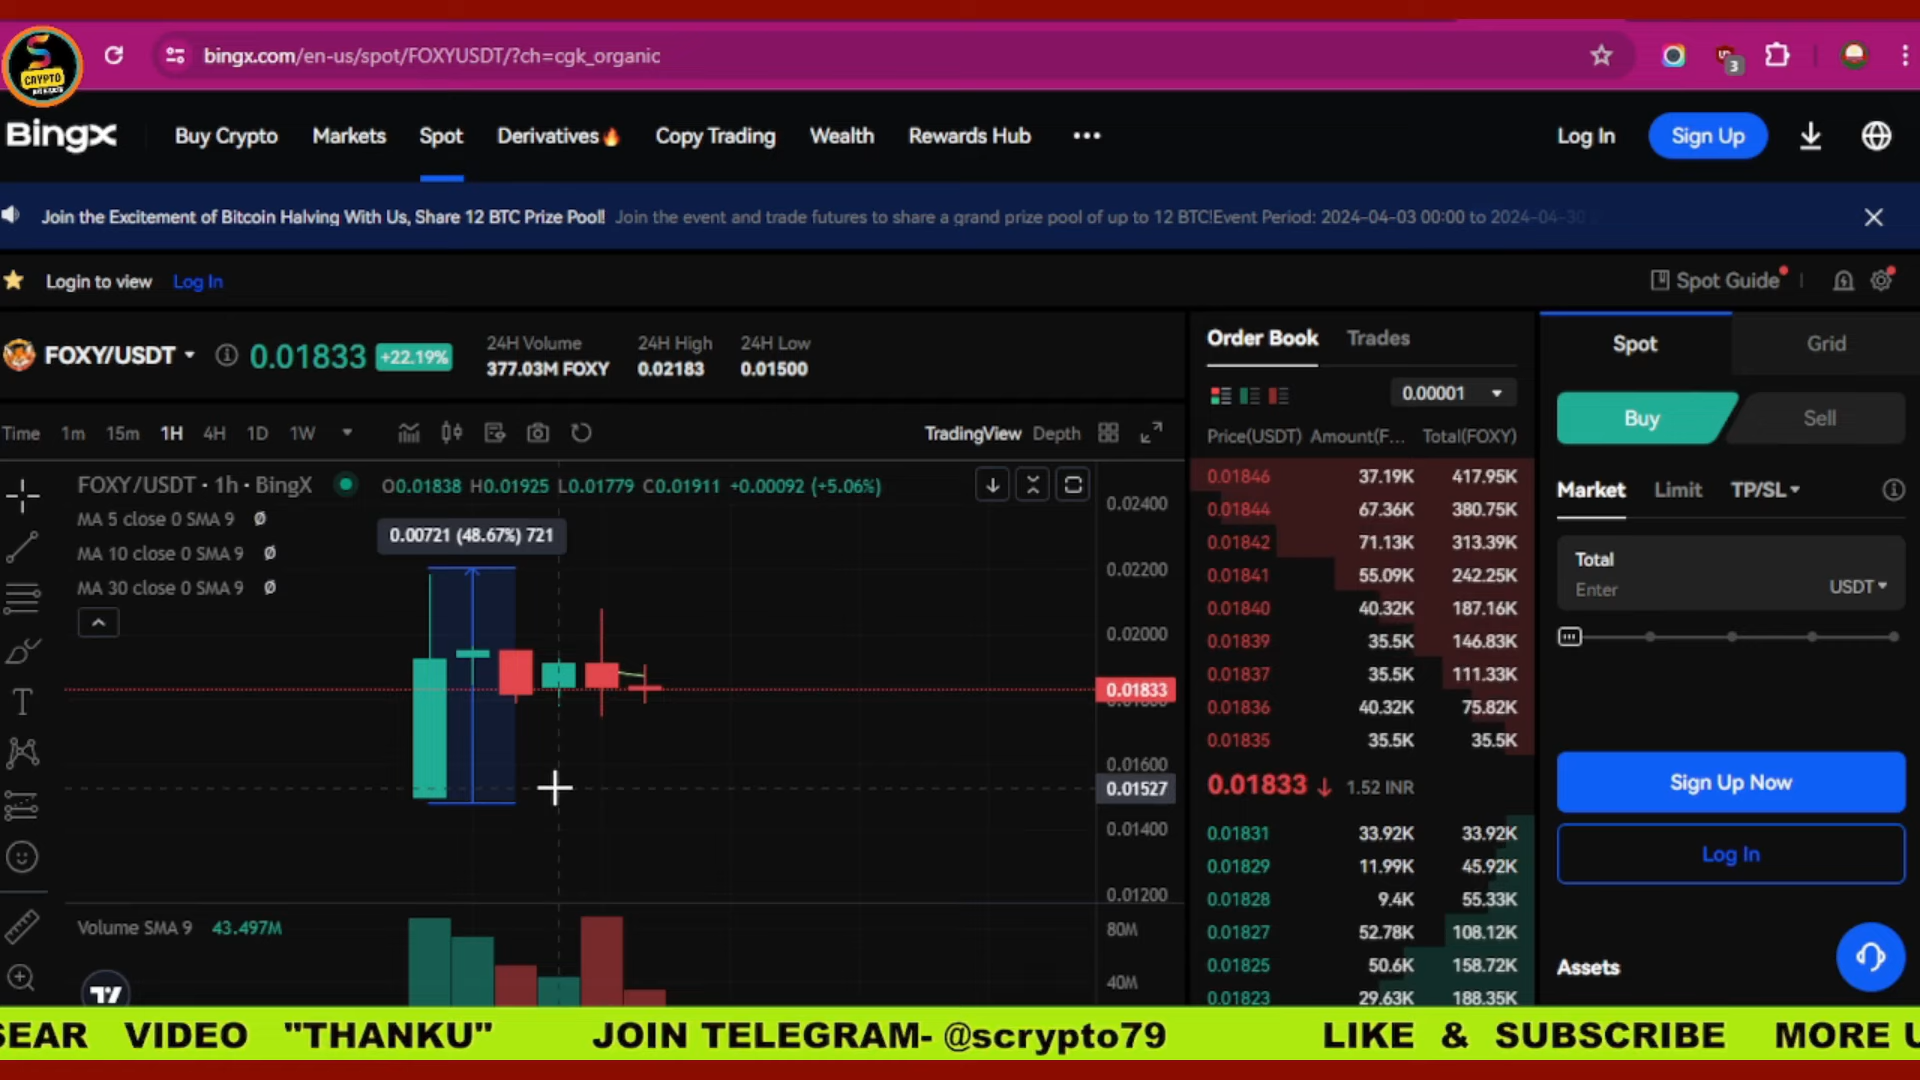 CRYPTO
bingx.com/en-us/spot/FOXYUSDT/?ch=cgk_organic
3
BingX
Buy Crypto
Markets
Spot
Derivatives
Copy Trading
Wealth
Rewards Hub
Log In
Sign Up
Join the Excitement of Bitcoin Halving With Us, Share 12 BTC Prize Pool! Join the event and trade futures to share a grand prize pool of up to 12 BTC!Event Period: 2024-04-03 00:00 to 2024-04-30
Login to view Log In
Spot Guide
FOXY/USDT 0.01833 +22.19%
24H Volume
377.03M FOXY
24H High
0.02183
24H Low
0.01500
Time 1m 15m 1H 4H 1D 1W
TradingView Depth
FOXY/USDT · 1h · BingX O0.01838 H0.01925 L0.01779 C0.01911 +0.00092 (+5.06%)
MA 5 close 0 SMA 9 Ø
MA 10 close 0 SMA 9 Ø
MA 30 close 0 SMA 9 Ø
0.00721 (48.67%) 721
0.02400
0.02200
0.02000
0.01833
0.01600
0.01527
0.01400
0.01200
Volume SMA 9 43.497M
80M
40M
Order Book Trades
0.00001
Price(USDT) Amount(F... Total(FOXY)
0.01846 37.19K 417.95K
0.01844 67.36K 380.75K
0.01842 71.13K 313.39K
0.01841 55.09K 242.25K
0.01840 40.32K 187.16K
0.01839 35.5K 146.83K
0.01837 35.5K 111.33K
0.01836 40.32K 75.82K
0.01835 35.5K 35.5K
0.01833 ↓ 1.52 INR
0.01831 33.92K 33.92K
0.01829 11.99K 45.92K
0.01828 9.4K 55.33K
0.01827 52.78K 108.12K
0.01825 50.6K 158.72K
0.01823 29.63K 188.35K
Spot Grid
Buy Sell
Market Limit TP/SL
Total
Enter USDT
Sign Up Now
Log In
Assets
SEAR VIDEO "THANKU" JOIN TELEGRAM- @scrypto79 LIKE & SUBSCRIBE MORE U